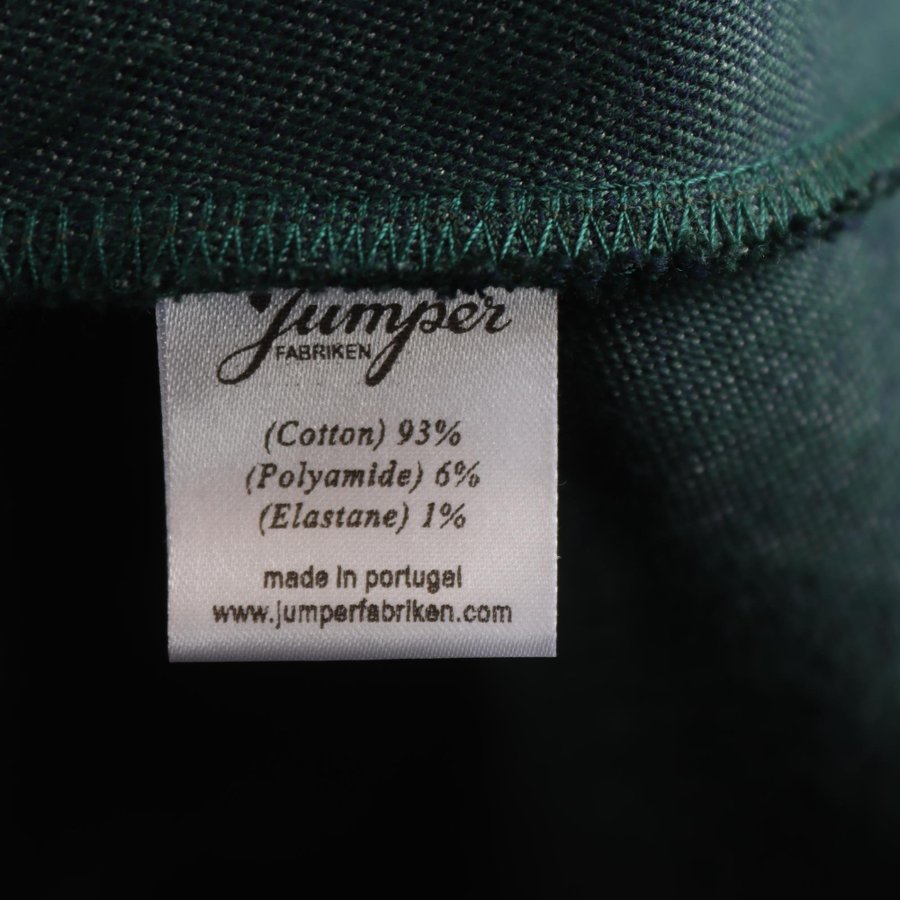 Jumper
FABRIKEN
(Cotton) 93%
(Polyamide) 6%
(Elastane) 1%
made in portugal
www.jumperfabriken.com